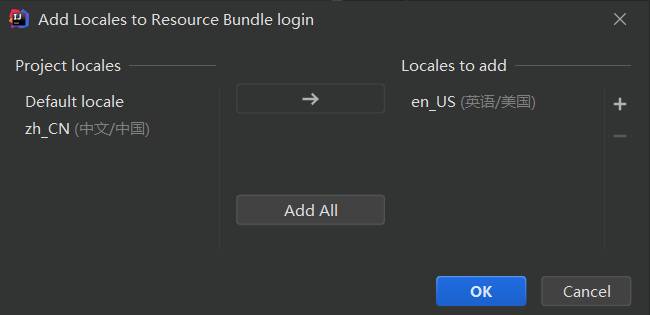 Add Locales to Resource Bundle login
Project locales
Default locale
zh_CN (中文/中国)
Add All
Locales to add
en_US (英语/美国)
OK
Cancel